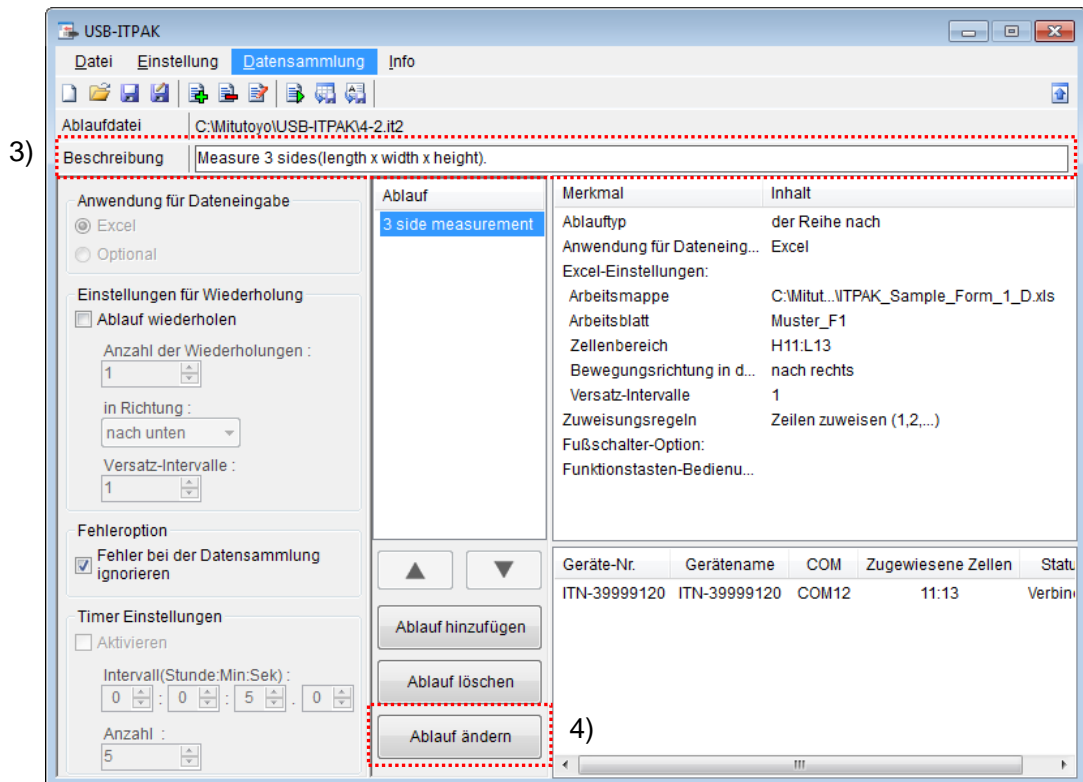 USB-ITPAK
Datei Einstellung Datensammlung Info
Ablaufdatei C:\Mitutoyo\USB-ITPAK\4-2.it2
3)
Beschreibung Measure 3 sides(length x width x height).
Anwendung für Dateneingabe
Excel
Optional
Einstellungen für Wiederholung
Ablauf wiederholen
Anzahl der Wiederholungen :
1
in Richtung :
nach unten
Versatz-Intervalle :
1
Fehleroption
Fehler bei der Datensammlung
ignorieren
Timer Einstellungen
Aktivieren
Intervall(Stunde:Min:Sek) :
0 : 0 : 5 . 0
Anzahl :
5
Ablauf
3 side measurement
Ablauf hinzufügen
Ablauf löschen
Ablauf ändern
4)
Merkmal Inhalt
Ablauftyp der Reihe nach
Anwendung für Dateneing... Excel
Excel-Einstellungen:
Arbeitsmappe C:\Mitut...\ITPAK_Sample_Form_1_D.xls
Arbeitsblatt Muster_F1
Zellenbereich H11:L13
Bewegungsrichtung in d... nach rechts
Versatz-Intervalle 1
Zuweisungsregeln Zeilen zuweisen (1,2,...)
Fußschalter-Option:
Funktionstasten-Bedienu...
Geräte-Nr. Gerätename COM Zugewiesene Zellen Statu
ITN-39999120 ITN-39999120 COM12 11:13 Verbin